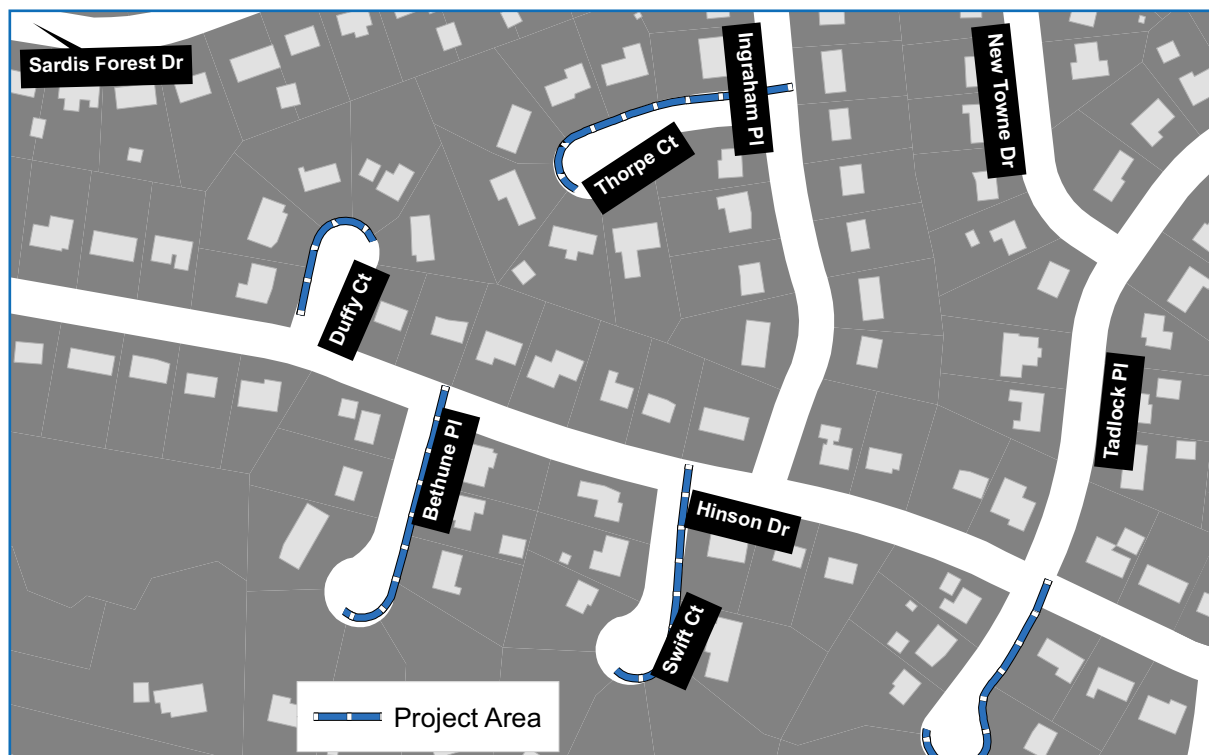 Sardis Forest Dr
Ingraham Pl
New Towne Dr
Thorpe Ct
Duffy Ct
Tadlock Pl
Bethune Pl
Hinson Dr
Swift Ct
Project Area